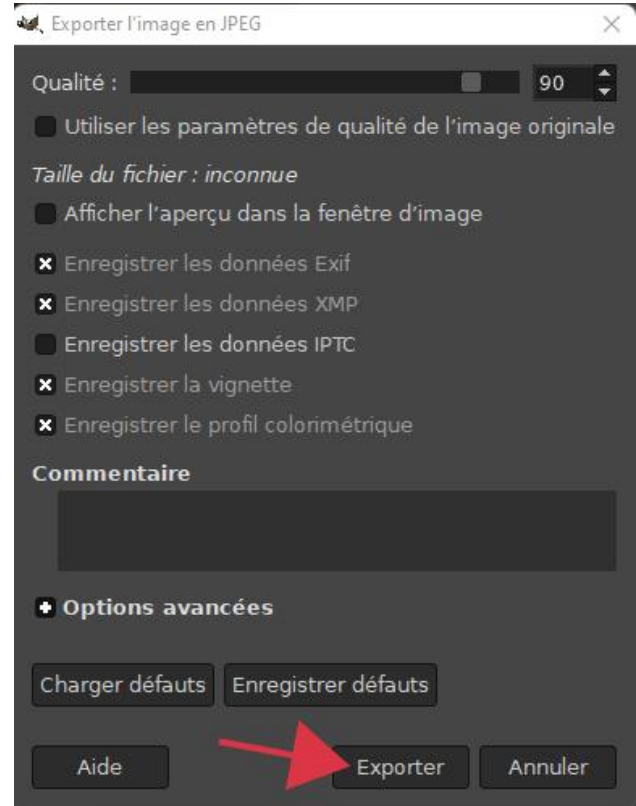 Exporter l'image en JPEG
Qualité :
90
Utiliser les paramètres de qualité de l'image originale
Taille du fichier : inconnue
Afficher l'aperçu dans la fenêtre d'image
Enregistrer les données Exif
Enregistrer les données XMP
Enregistrer les données IPTC
Enregistrer la vignette
Enregistrer le profil colorimétrique
Commentaire
Options avancées
Charger défauts Enregistrer défauts
Aide Exporter Annuler